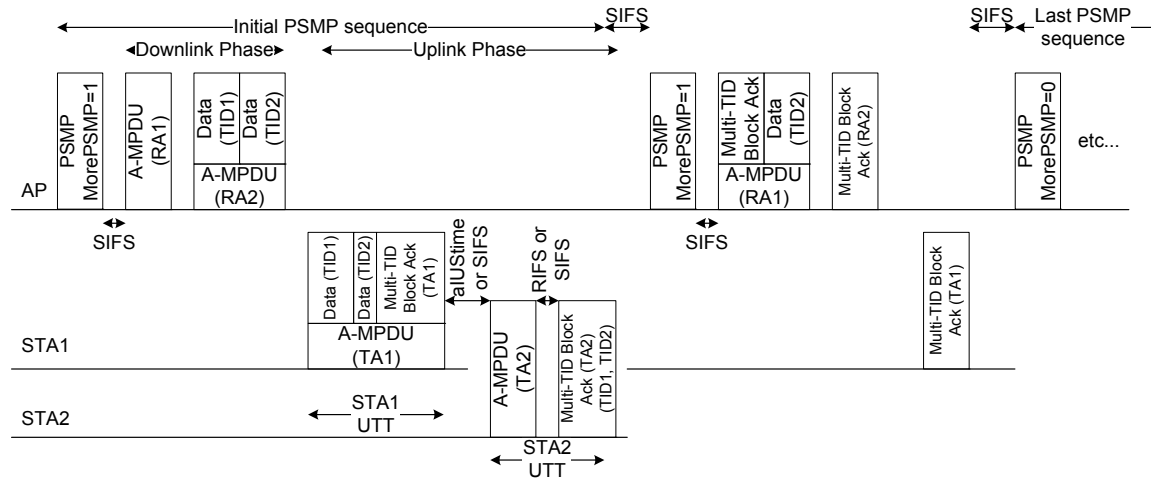 SIFS
SIFS
Last PSMP
sequence
Initial PSMP sequence
Downlink Phase
Uplink Phase
PSMP
MorePSMP=1
A-MPDU
(RA1)
Data
(TID1)
Data
(TID2)
A-MPDU
(RA2)
PSMP
MorePSMP=1
Multi-TID
Block Ack
Data
(TID2)
A-MPDU
(RA1)
Multi-TID Block
Ack (RA2)
PSMP
MorePSMP=0
etc...
AP
SIFS
SIFS
Data (TID1)
Data (TID2)
Multi-TID
Block Ack
(TA1)
A-MPDU
(TA1)
aIUStime
or SIFS
RIFS or
SIFS
Multi-TID Block
Ack (TA1)
STA1
A-MPDU
(TA2)
Multi-TID Block
Ack (TA2)
(TID1, TID2)
STA1
UTT
STA2
STA2
UTT